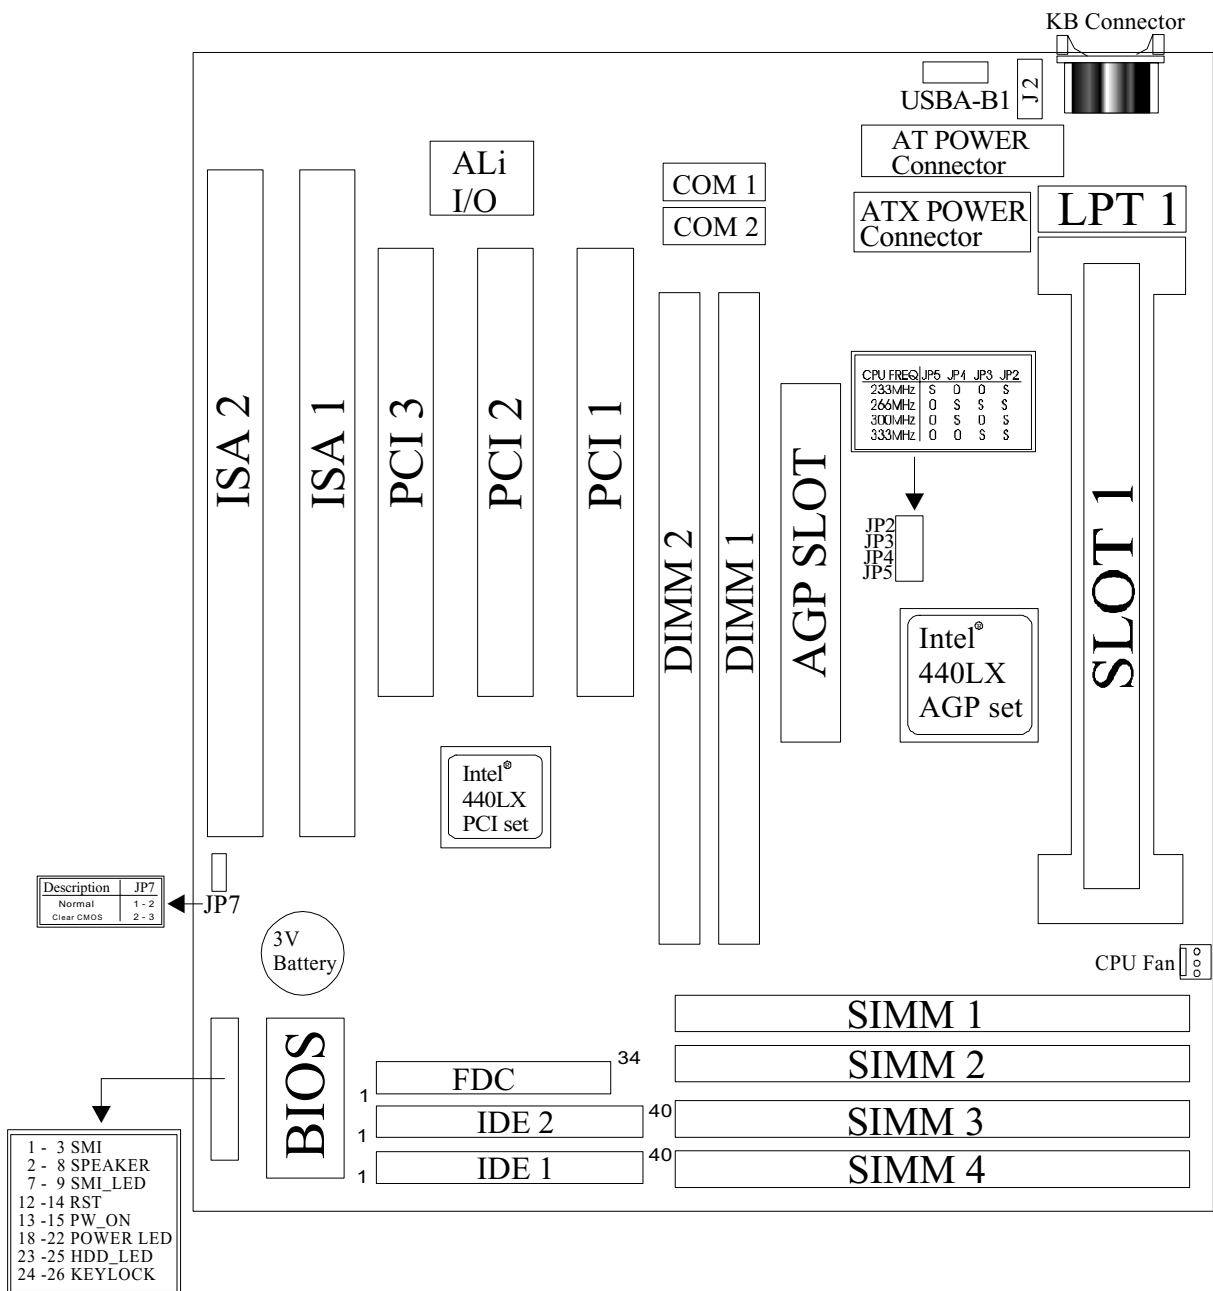 KB Connector
USBA-B1
J 2
AT POWER
Connector
ALi
I/O
COM 1
COM 2
ATX POWER
Connector
LPT 1
ISA 2
ISA 1
PCI 3
PCI 2
PCI 1
DIMM 2
DIMM 1
AGP SLOT
SLOT 1
CPU FREQ JP5 JP4 JP3 JP2
233MHz S O O S
266MHz O S S S
300MHz O S O S
333MHz O O S S
JP2
JP3
JP4
JP5
Intel®
440LX
AGP set
Intel®
440LX
PCI set
Description JP7
Normal 1 - 2
Clear CMOS 2 - 3
JP7
3V
Battery
CPU Fan
BIOS
SIMM 1
SIMM 2
SIMM 3
SIMM 4
FDC
34
1
IDE 2
40
1
IDE 1
40
1
1 - 3 SMI
2 - 8 SPEAKER
7 - 9 SMI_LED
12 -14 RST
13 -15 PW_ON
18 -22 POWER LED
23 -25 HDD_LED
24 -26 KEYLOCK